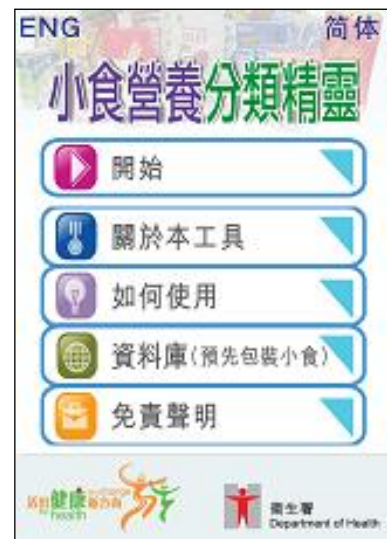 ENG 简体
小食營養分類精靈
開始
關於本工具
如何使用
資料庫(預先包裝小食)
免責聲明
健康
for health
衞生署
Department of Health